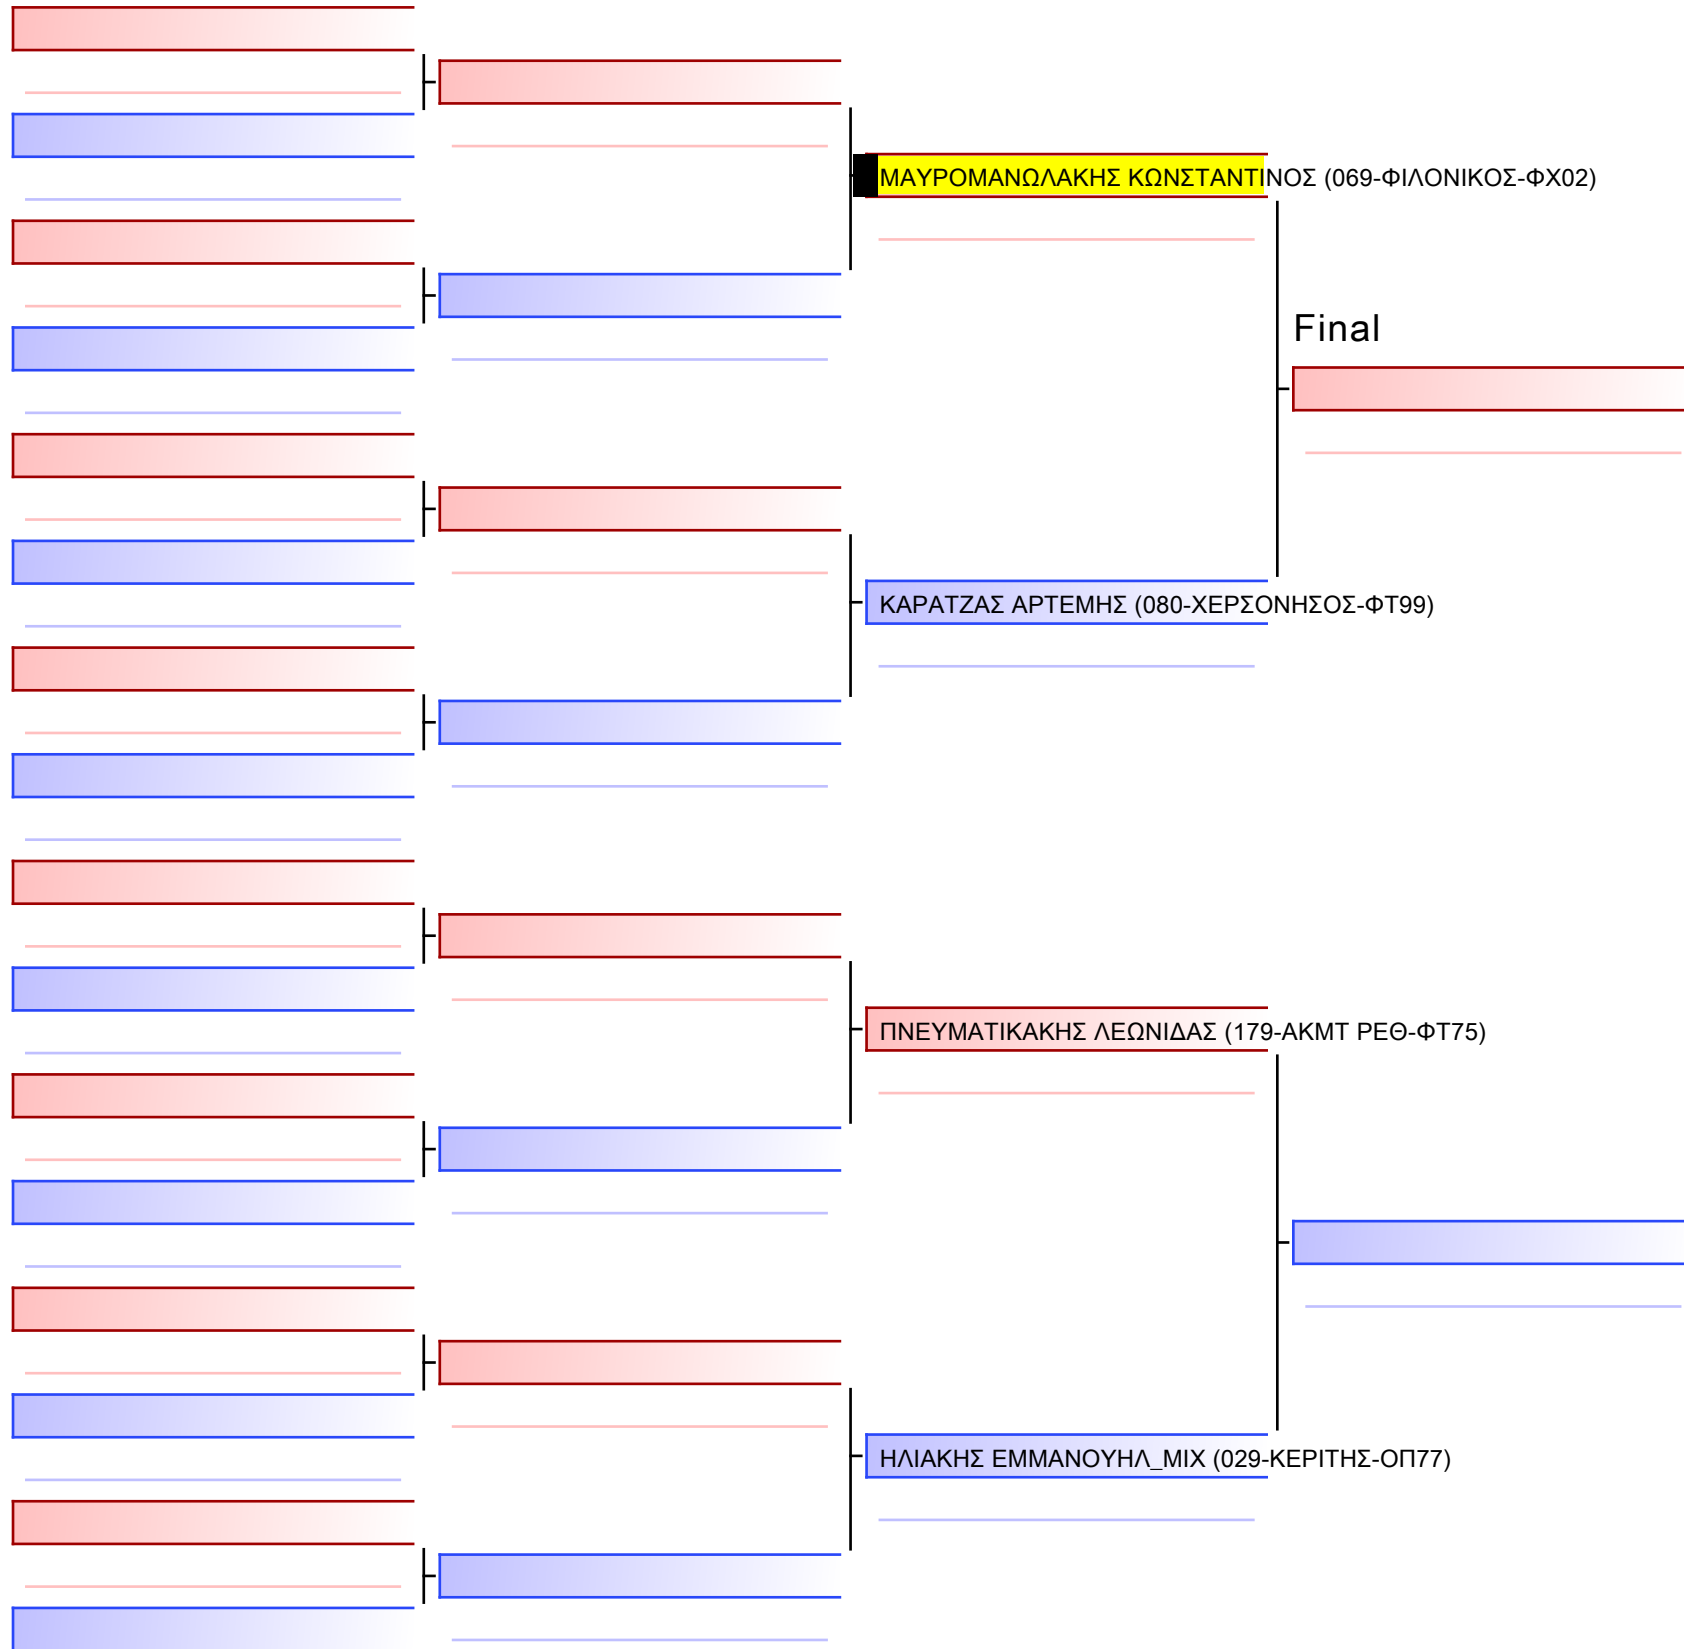 ΜΑΥΡΟΜΑΝΩΛΑΚΗΣ ΚΩΝΣΤΑΝΤΙΝΟΣ (069-ΦΙΛΟΝΙΚΟΣ-ΦΧ02)
Final
ΚΑΡΑΤΖΑΣ ΑΡΤΕΜΗΣ (080-ΧΕΡΣΟΝΗΣΟΣ-ΦΤ99)
ΠΝΕΥΜΑΤΙΚΑΚΗΣ ΛΕΩΝΙΔΑΣ (179-ΑΚΜΤ ΡΕΘ-ΦΤ75)
ΗΛΙΑΚΗΣ ΕΜΜΑΝΟΥΗΛ_ΜΙΧ (029-ΚΕΡΙΤΗΣ-ΟΠ77)